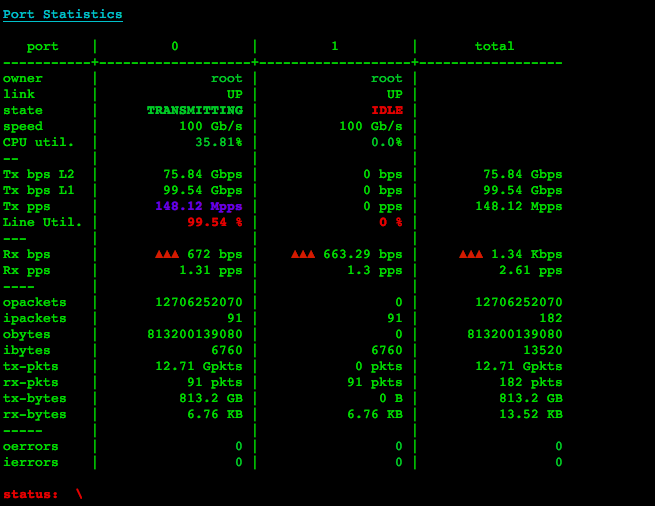 Port Statistics
port | 0 | 1 | total
-----------+-------------------+-------------------+------------------
owner | root | root |
link | UP | UP |
state | TRANSMITTING | IDLE |
speed | 100 Gb/s | 100 Gb/s |
CPU util. | 35.81% | 0.0% |
-- | | |
Tx bps L2 | 75.84 Gbps | 0 bps | 75.84 Gbps
Tx bps L1 | 99.54 Gbps | 0 bps | 99.54 Gbps
Tx pps | 148.12 Mpps | 0 pps | 148.12 Mpps
Line Util. | 99.54 % | 0 % |
--- | | |
Rx bps | ▲▲▲ 672 bps | ▲▲▲ 663.29 bps | ▲▲▲ 1.34 Kbps
Rx pps | 1.31 pps | 1.3 pps | 2.61 pps
---- | | |
opackets | 12706252070 | 0 | 12706252070
ipackets | 91 | 91 | 182
obytes | 813200139080 | 0 | 813200139080
ibytes | 6760 | 6760 | 13520
tx-pkts | 12.71 Gpkts | 0 pkts | 12.71 Gpkts
rx-pkts | 91 pkts | 91 pkts | 182 pkts
tx-bytes | 813.2 GB | 0 B | 813.2 GB
rx-bytes | 6.76 KB | 6.76 KB | 13.52 KB
----- | | |
oerrors | 0 | 0 | 0
ierrors | 0 | 0 | 0
status: \